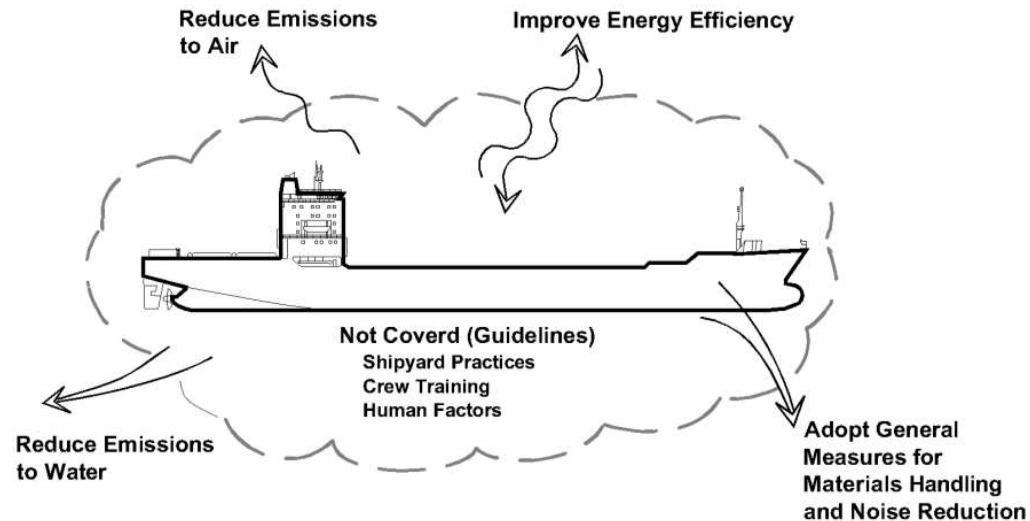 Reduce Emissions
to Air
Improve Energy Efficiency
Not Coverd (Guidelines)
Shipyard Practices
Crew Training
Human Factors
Reduce Emissions
to Water
Adopt General
Measures for
Materials Handling
and Noise Reduction